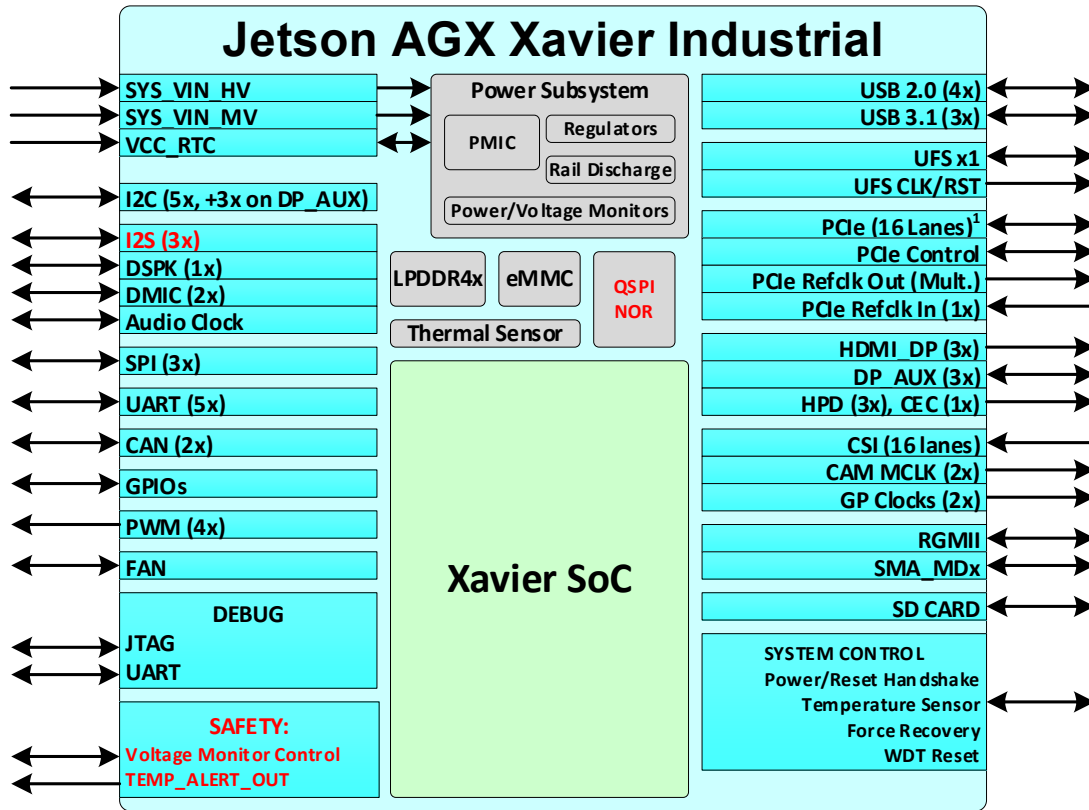 Jetson AGX Xavier Industrial
SYS_VIN_HV
SYS_VIN_MV
VCC_RTC
I2C (5x, +3x on DP_AUX)
I2S (3x)
DSPK (1x)
DMIC (2x)
Audio Clock
SPI (3x)
UART (5x)
CAN (2x)
GPIOs
PWM (4x)
FAN
DEBUG
JTAG
UART
SAFETY:
Voltage Monitor Control
TEMP_ALERT_OUT
Power Subsystem
PMIC
Regulators
Rail Discharge
Power/Voltage Monitors
LPDDR4x
eMMC
QSPI
NOR
Thermal Sensor
Xavier SoC
USB 2.0 (4x)
USB 3.1 (3x)
UFS x1
UFS CLK/RST
PCIe (16 Lanes)¹
PCIe Control
PCIe Refclk Out (Mult.)
PCIe Refclk In (1x)
HDMI_DP (3x)
DP_AUX (3x)
HPD (3x), CEC (1x)
CSI (16 lanes)
CAM MCLK (2x)
GP Clocks (2x)
RGMII
SMA_MDx
SD CARD
SYSTEM CONTROL
Power/Reset Handshake
Temperature Sensor
Force Recovery
WDT Reset